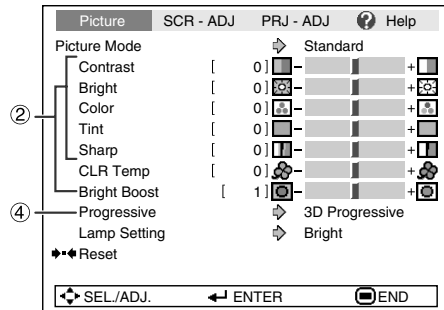 Picture SCR - ADJ PRJ - ADJ ? Help
Picture Mode Standard
Contrast [ 0 ] - +
Bright [ 0 ] - +
② Color [ 0 ] - +
Tint [ 0 ] - +
Sharp [ 0 ] - +
CLR Temp [ 0 ] - +
Bright Boost [ 1 ] - +
④ Progressive 3D Progressive
Lamp Setting Bright
Reset
SEL./ADJ. ENTER END